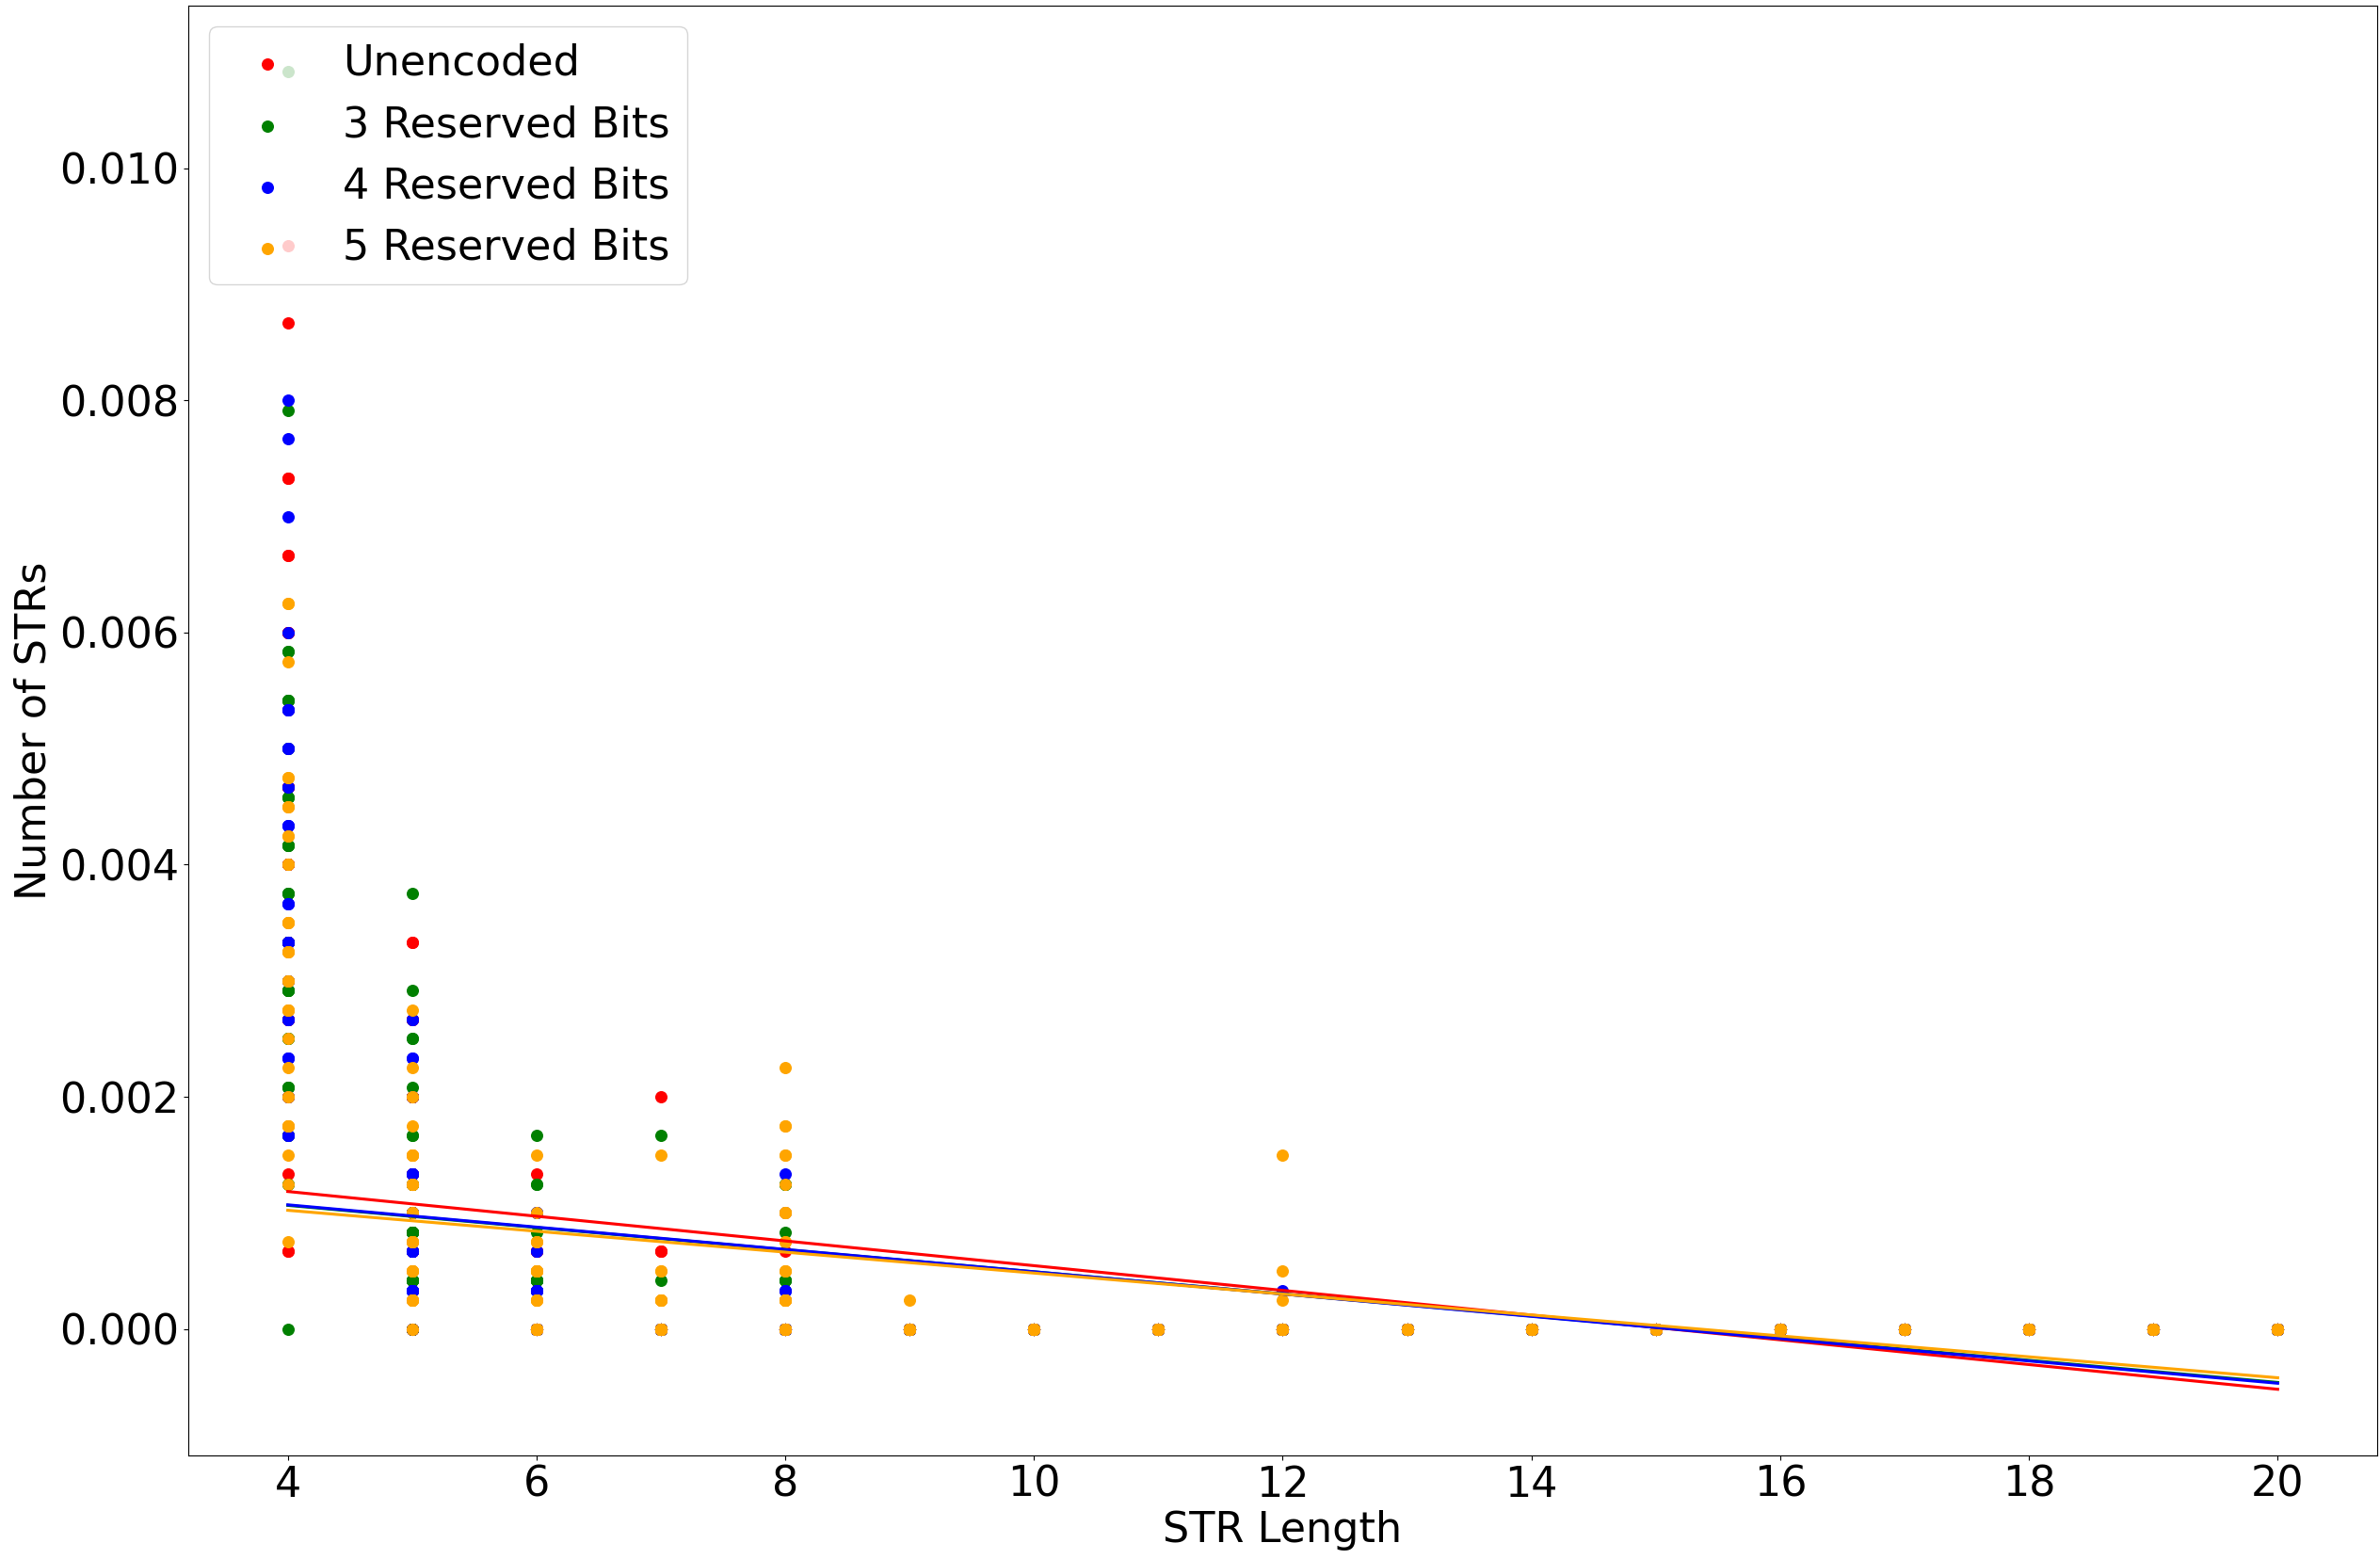 Unencoded
3 Reserved Bits
4 Reserved Bits
5 Reserved Bits
0.010
0.008
0.006
0.004
0.002
0.000
Number of STRs
4 6 8 10 12 14 16 18 20
STR Length